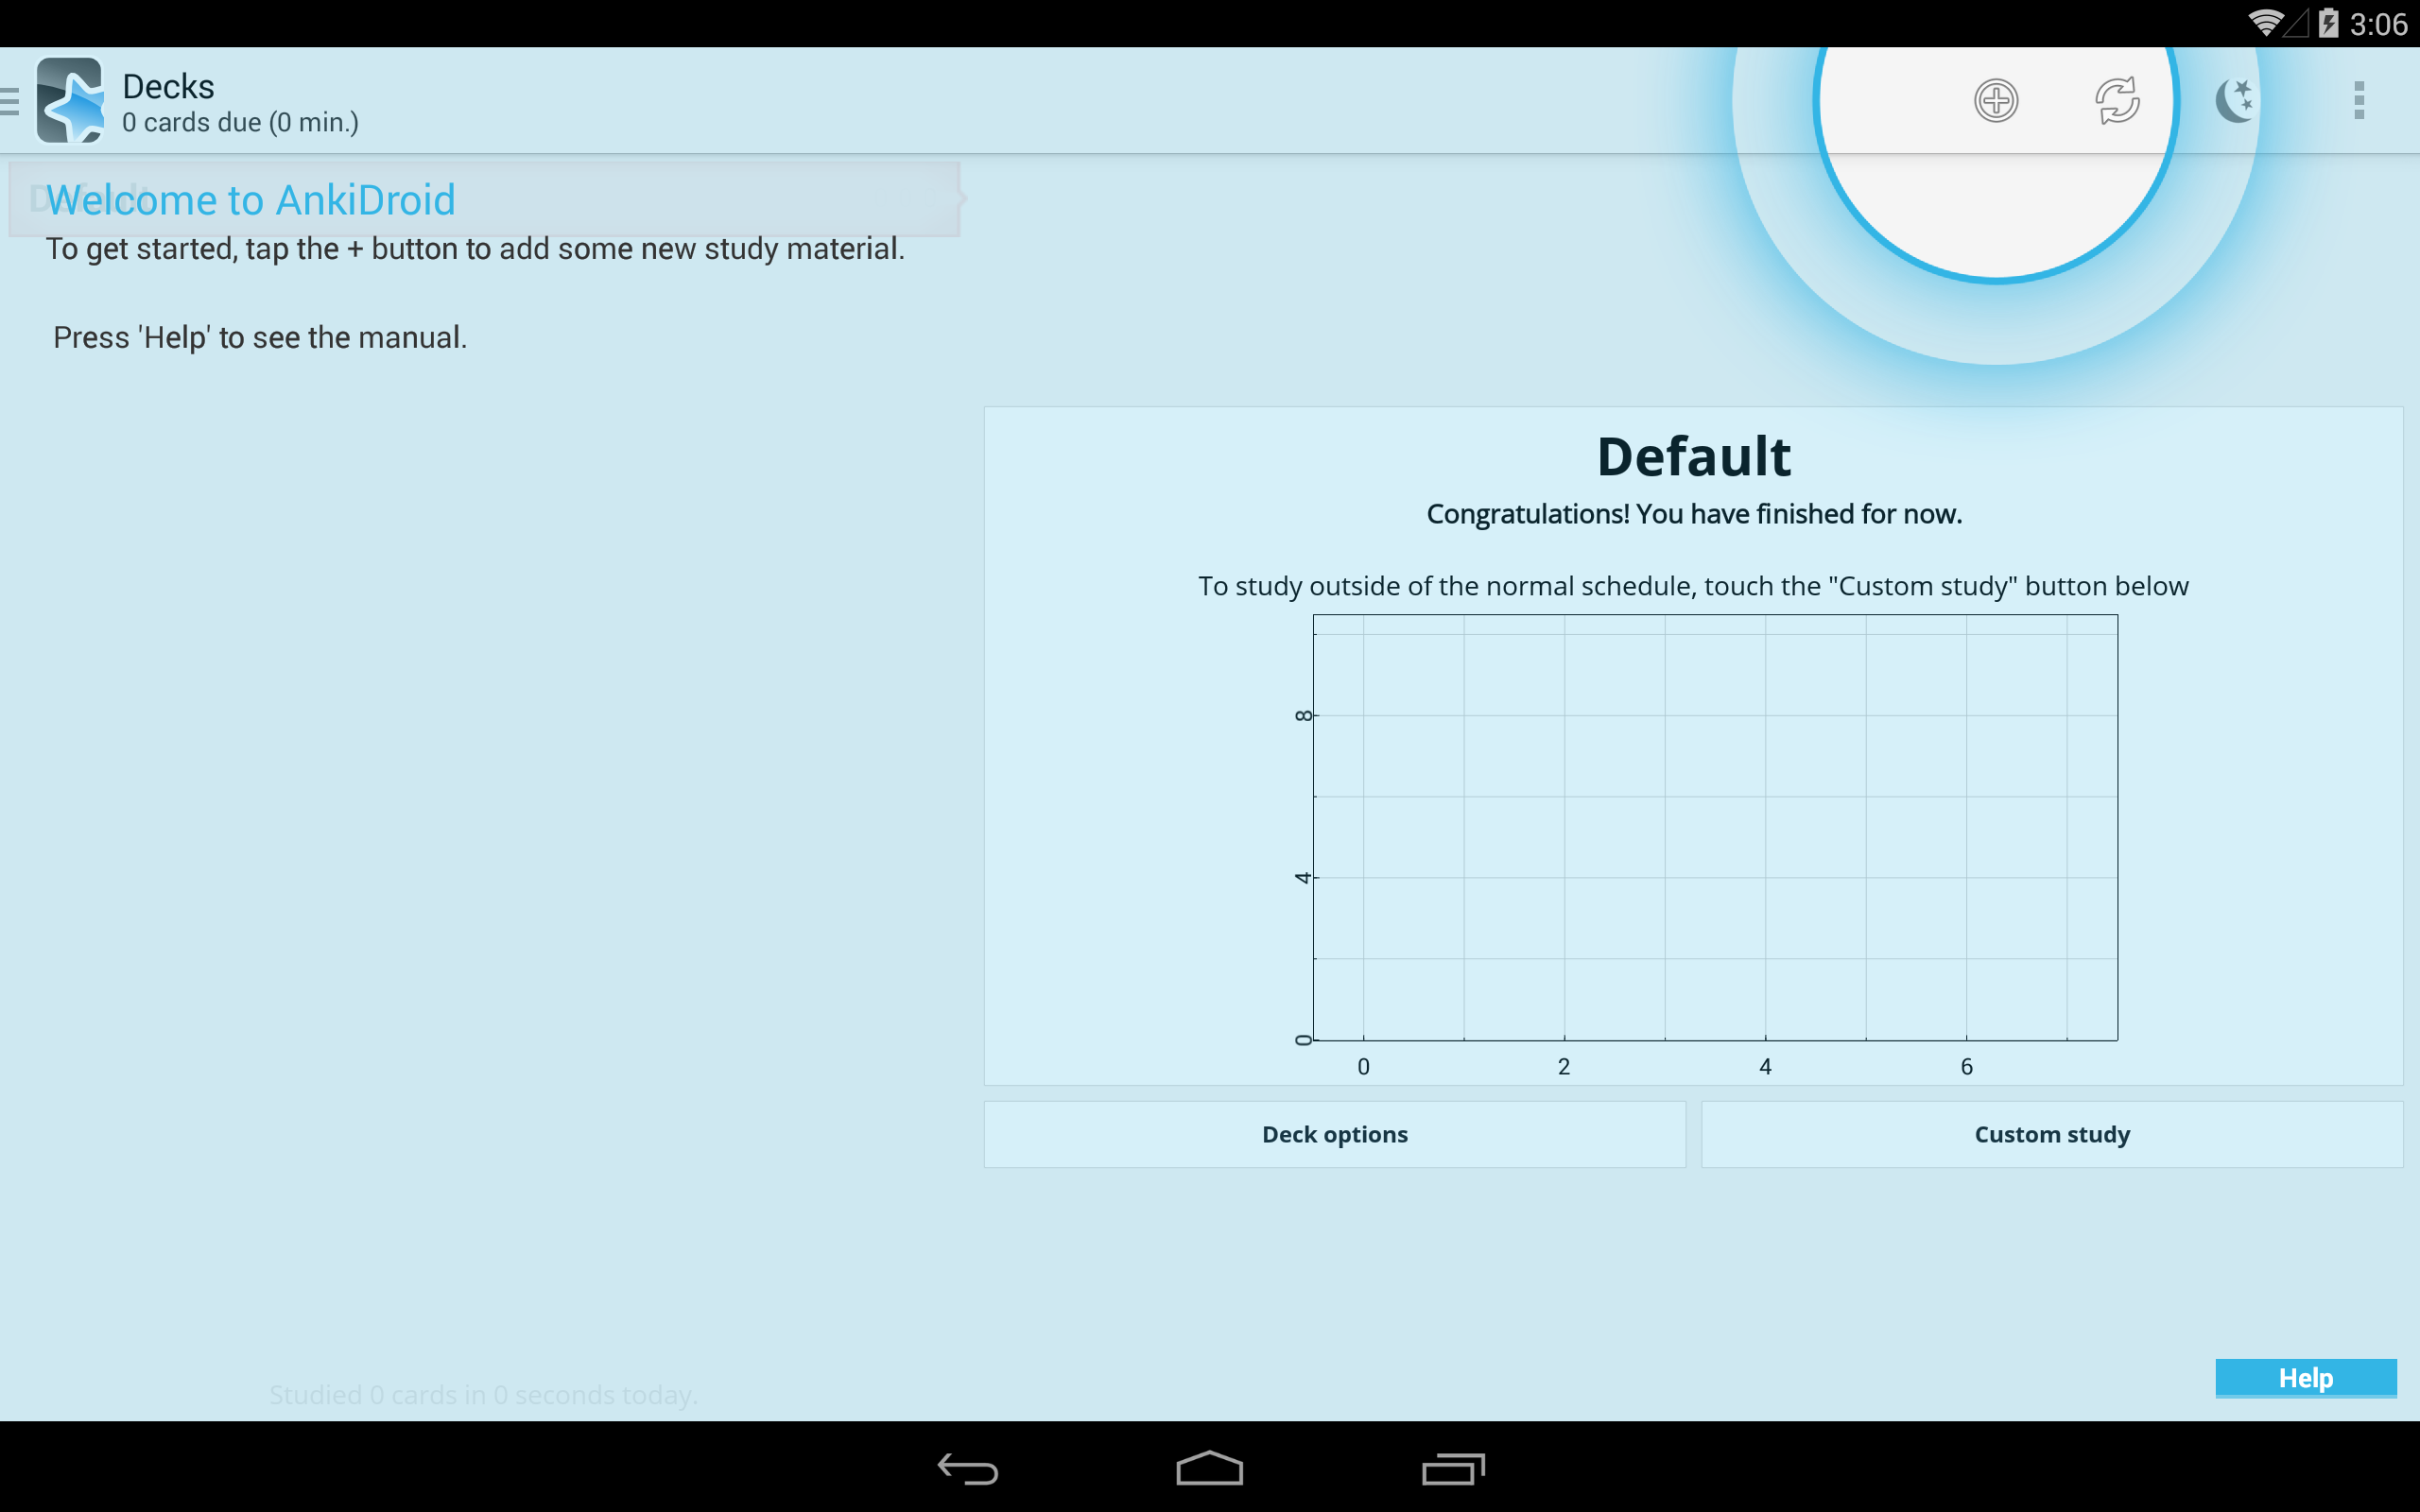 3:06
Decks
0 cards due (0 min.)
Default
Welcome to AnkiDroid
To get started, tap the + button to add some new study material.
Press 'Help' to see the manual.
Default
Congratulations! You have finished for now.
To study outside of the normal schedule, touch the "Custom study" button below
8
4
0
0 2 4 6
Deck options
Custom study
Help
Studied 0 cards in 0 seconds today.